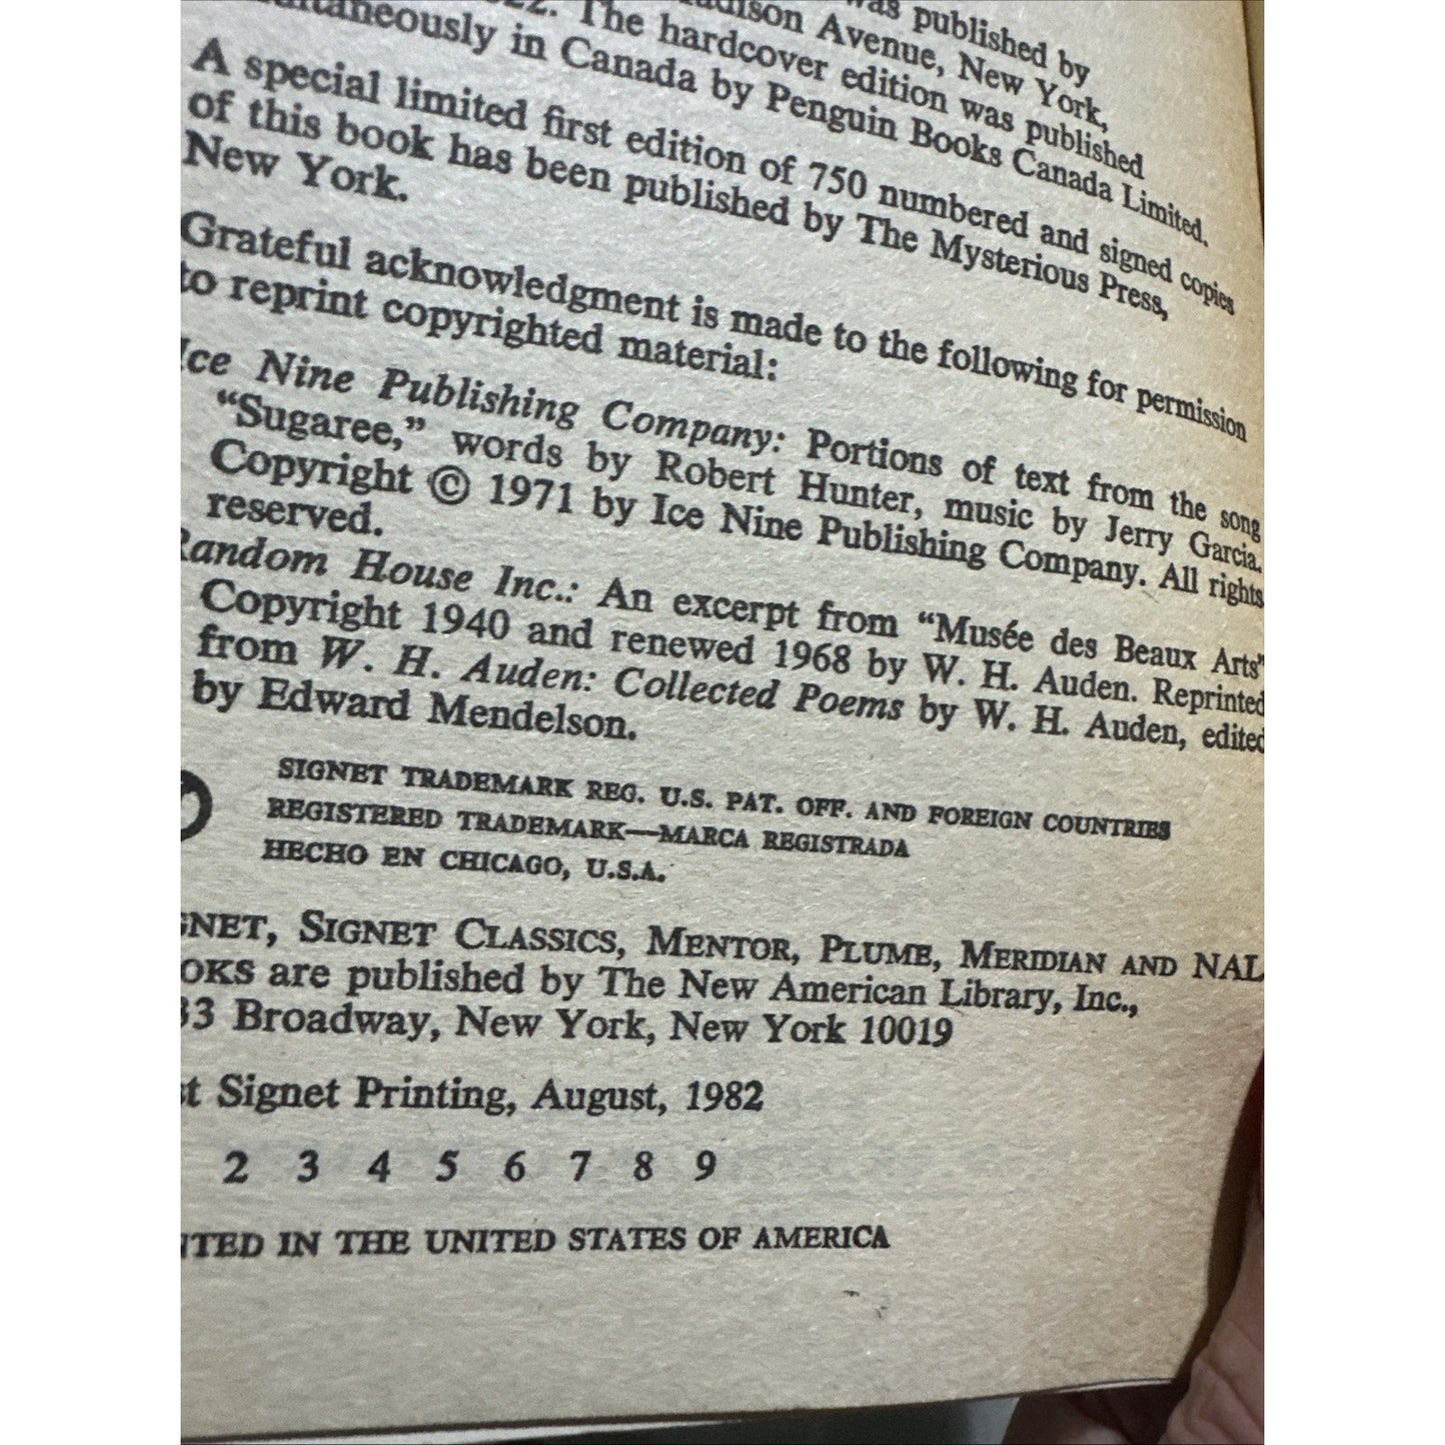 was published by
Avenue, New York,
The hardcover edition was published
in Canada by Penguin Books Canada Limited.
A special limited first edition of 750 numbered and signed copies
of this book has been published by The Mysterious Press,
New York.
Grateful acknowledgment is made to the following for permission
to reprint copyrighted material:
Ice Nine Publishing Company: Portions of text from the song
“Sugaree,” words by Robert Hunter, music by Jerry Garcia.
Copyright © 1971 by Ice Nine Publishing Company. All rights
reserved.
Random House Inc.: An excerpt from “Musée des Beaux Arts”
Copyright 1940 and renewed 1968 by W. H. Auden. Reprinted
from W. H. Auden: Collected Poems by W. H. Auden, edited
by Edward Mendelson.
SIGNET TRADEMARK REG. U.S. PAT. OFF. AND FOREIGN COUNTRIES
REGISTERED TRADEMARK—MARCA REGISTRADA
HECHO EN CHICAGO, U.S.A.
GNET, SIGNET CLASSICS, MENTOR, PLUME, MERIDIAN AND NAL
OKS are published by The New American Library, Inc.,
33 Broadway, New York, New York 10019
t Signet Printing, August, 1982
2 3 4 5 6 7 8 9
NTED IN THE UNITED STATES OF AMERICA